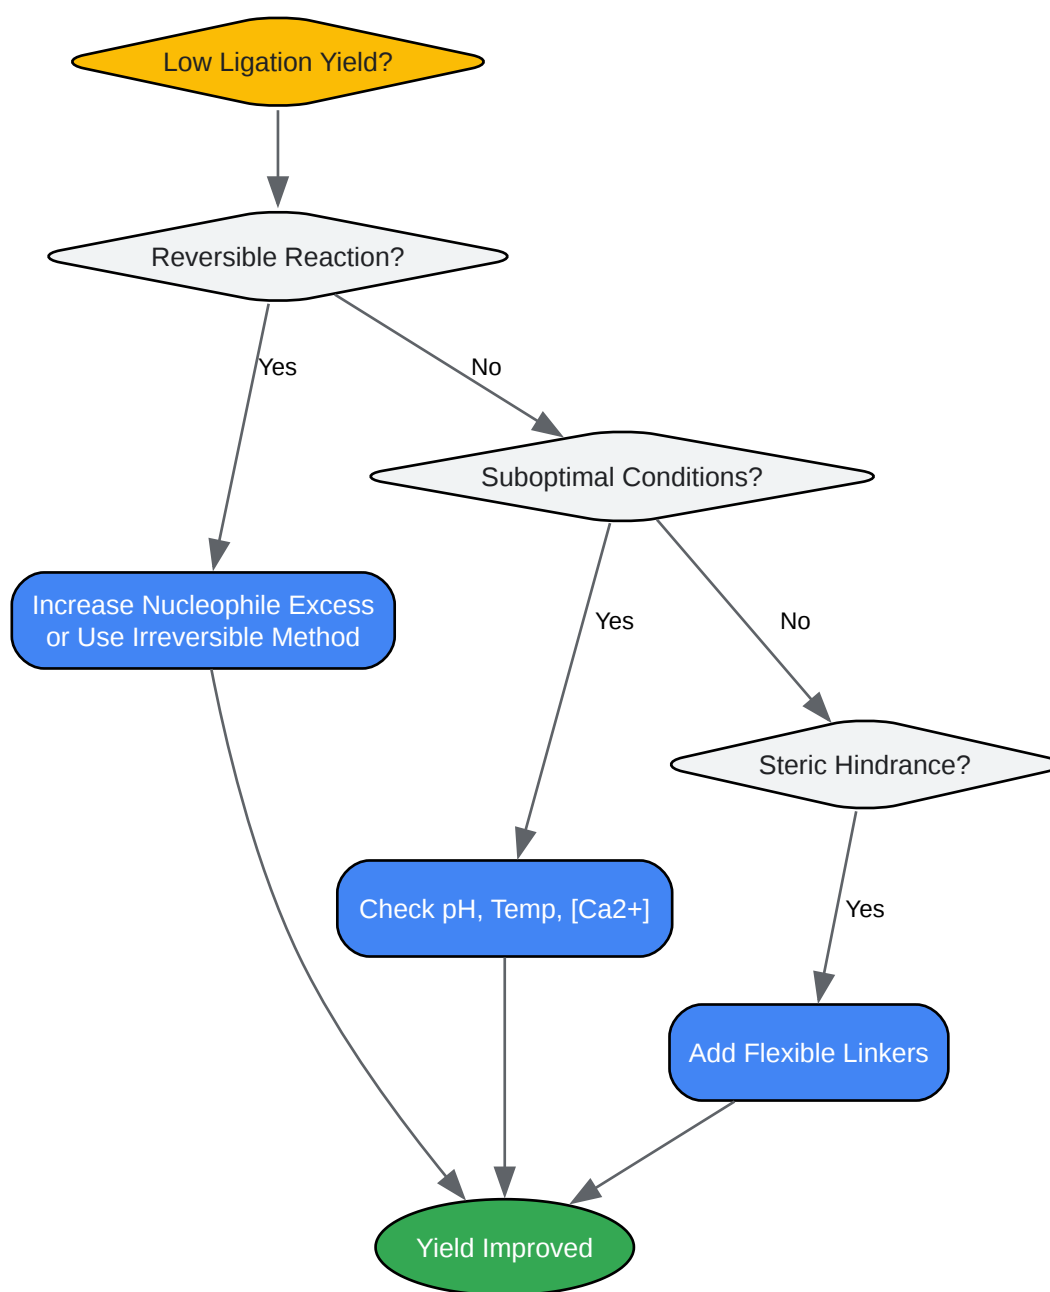 Low Ligation Yield?
Reversible Reaction?
Yes
No
Suboptimal Conditions?
Increase Nucleophile Excess
or Use Irreversible Method
Yes
No
Steric Hindrance?
Check pH, Temp, [Ca2+]
Yes
Add Flexible Linkers
Yield Improved